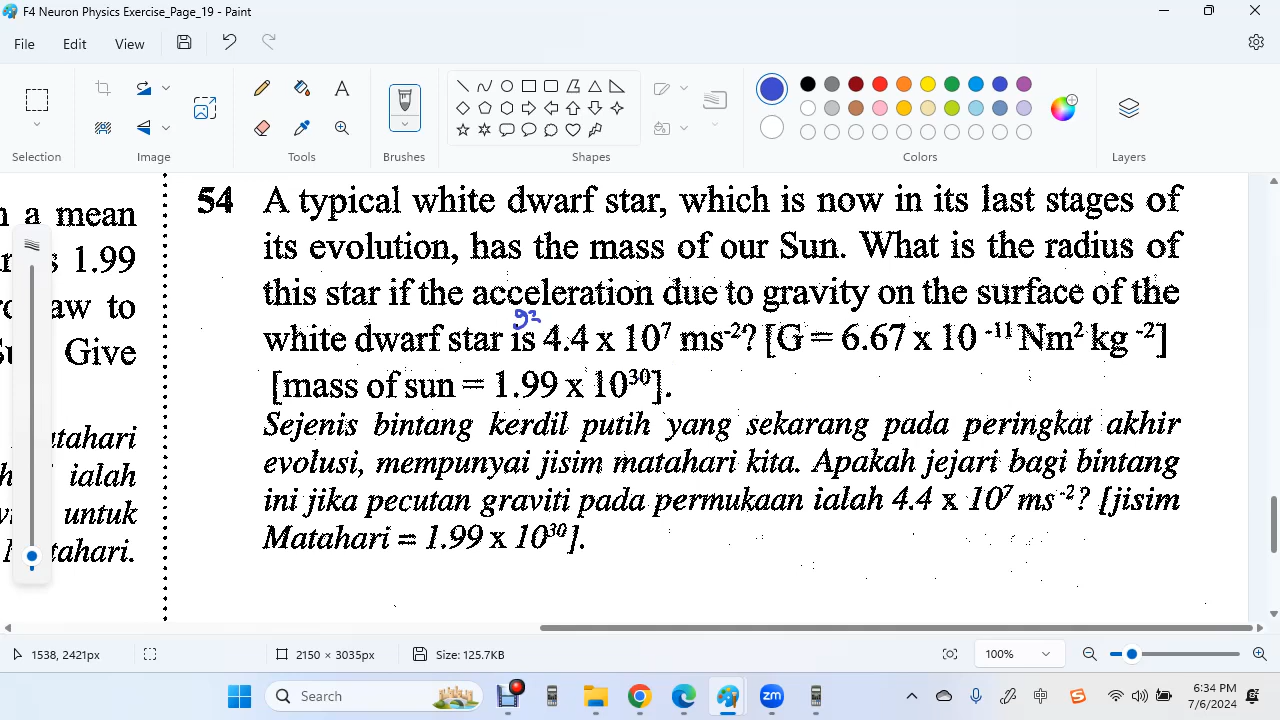 F4 Neuron Physics Exercise_Page_19 - Paint
File Edit View
Selection Image Tools Brushes Shapes Colors Layers
a mean
1.99
aw to
Give
atahari
ialah
untuk
tahari.
54 A typical white dwarf star, which is now in its last stages of
its evolution, has the mass of our Sun. What is the radius of
this star if the acceleration due to gravity on the surface of the
white dwarf star is 4.4 x 10⁷ ms⁻²? [G = 6.67 x 10 ⁻¹¹ Nm² kg ⁻²]
[mass of sun = 1.99 x 10³⁰].
Sejenis bintang kerdil putih yang sekarang pada peringkat akhir
evolusi, mempunyai jisim matahari kita. Apakah jejari bagi bintang
ini jika pecutan graviti pada permukaan ialah 4.4 x 10⁷ ms⁻²? [jisim
Matahari = 1.99 x 10³⁰].
1538, 2421px 2150 × 3035px Size: 125.7KB 100%
Search zm 中 S 6:34 PM
7/6/2024